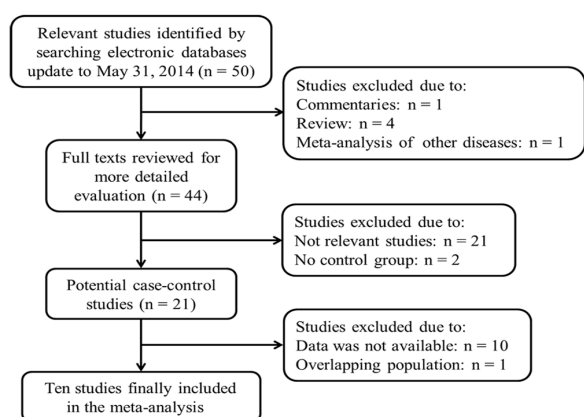 Relevant studies identified by
searching electronic databases
update to May 31, 2014 (n = 50)
Studies excluded due to:
Commentaries: n = 1
Review: n = 4
Meta-analysis of other diseases: n = 1
Full texts reviewed for
more detailed
evaluation (n = 44)
Studies excluded due to:
Not relevant studies: n = 21
No control group: n = 2
Potential case-control
studies (n = 21)
Studies excluded due to:
Data was not available: n = 10
Overlapping population: n = 1
Ten studies finally included
in the meta-analysis